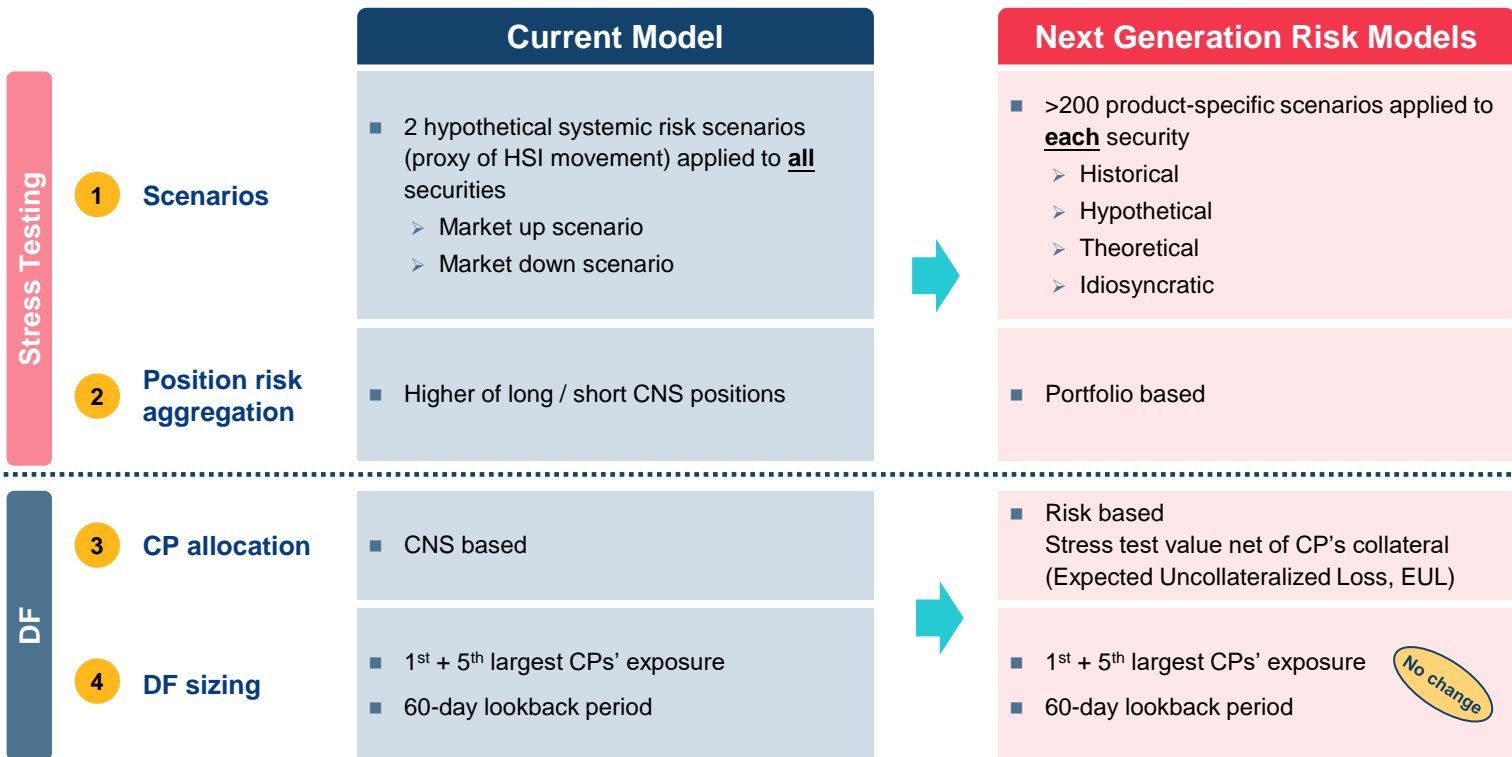 Current Model
Next Generation Risk Models
Stress Testing
1
Scenarios
■ 2 hypothetical systemic risk scenarios
(proxy of HSI movement) applied to all
securities
➢ Market up scenario
➢ Market down scenario
■ >200 product-specific scenarios applied to
each security
➢ Historical
➢ Hypothetical
➢ Theoretical
➢ Idiosyncratic
2
Position risk
aggregation
■ Higher of long / short CNS positions
■ Portfolio based
DF
3
CP allocation
■ CNS based
■ Risk based
Stress test value net of CP’s collateral
(Expected Uncollateralized Loss, EUL)
4
DF sizing
■ 1st + 5th largest CPs’ exposure
■ 60-day lookback period
■ 1st + 5th largest CPs’ exposure
■ 60-day lookback period
No change